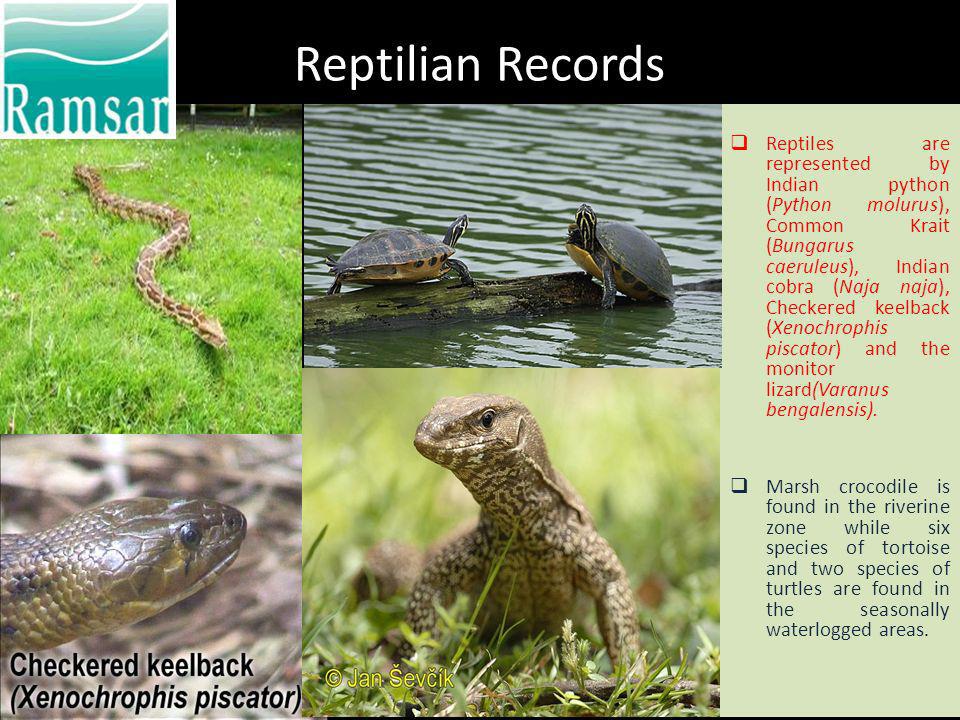 Ramsar
Reptilian Records
❑ Reptiles are
represented by
Indian python
(Python molurus),
Common Krait
(Bungarus
caeruleus), Indian
cobra (Naja naja),
Checkered keelback
(Xenochrophis
piscator) and the
monitor
lizard(Varanus
bengalensis).
❑ Marsh crocodile is
found in the riverine
zone while six
species of tortoise
and two species of
turtles are found in
the seasonally
waterlogged areas.
Checkered keelback
(Xenochrophis piscator)
© Jan Ševčík